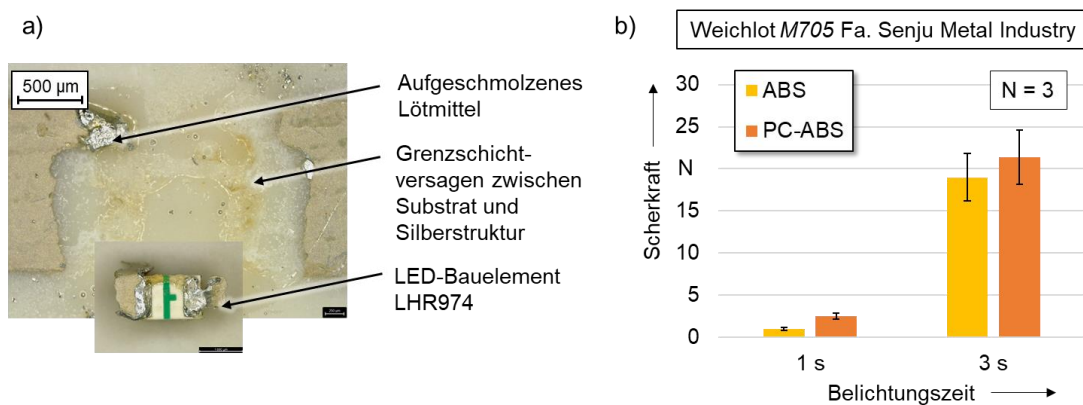 a)
500 µm
Aufgeschmolzenes
Lötmittel
Grenzschicht-
versagen zwischen
Substrat und
Silberstruktur
LED-Bauelement
LHR974
b)
Weichlot M705 Fa. Senju Metal Industry
30
25
N
15
10
5
0
Scherkraft
ABS
PC-ABS
N = 3
1 s
3 s
Belichtungszeit